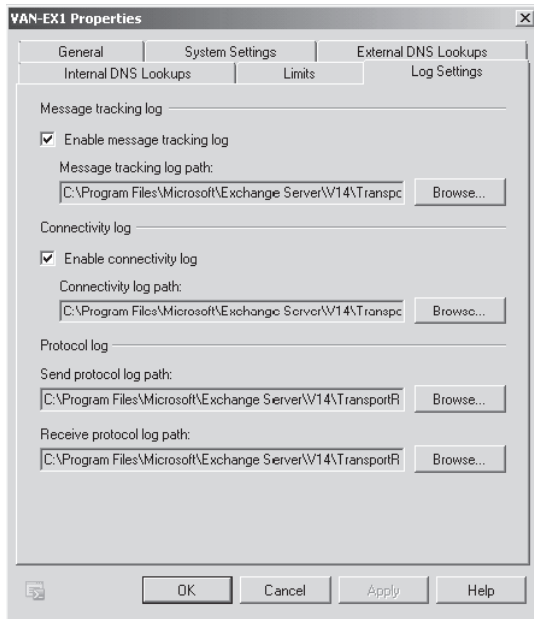 VAN-EX1 Properties
General System Settings External DNS Lookups
Internal DNS Lookups Limits Log Settings
Message tracking log
Enable message tracking log
Message tracking log path:
C:\Program Files\Microsoft\Exchange Server\V14\Transpc Browse...
Connectivity log
Enable connectivity log
Connectivity log path:
C:\Program Files\Microsoft\Exchange Server\V14\Transpc Browse...
Protocol log
Send protocol log path:
C:\Program Files\Microsoft\Exchange Server\V14\TransportR Browse...
Receive protocol log path:
C:\Program Files\Microsoft\Exchange Server\V14\TransportR Browse...
OK Cancel Apply Help